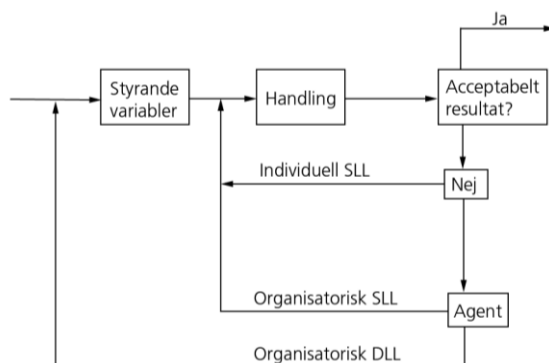 Ja
Styrande
variabler
Handling
Acceptabelt
resultat?
Individuell SLL
Nej
Organisatorisk SLL
Agent
Organisatorisk DLL